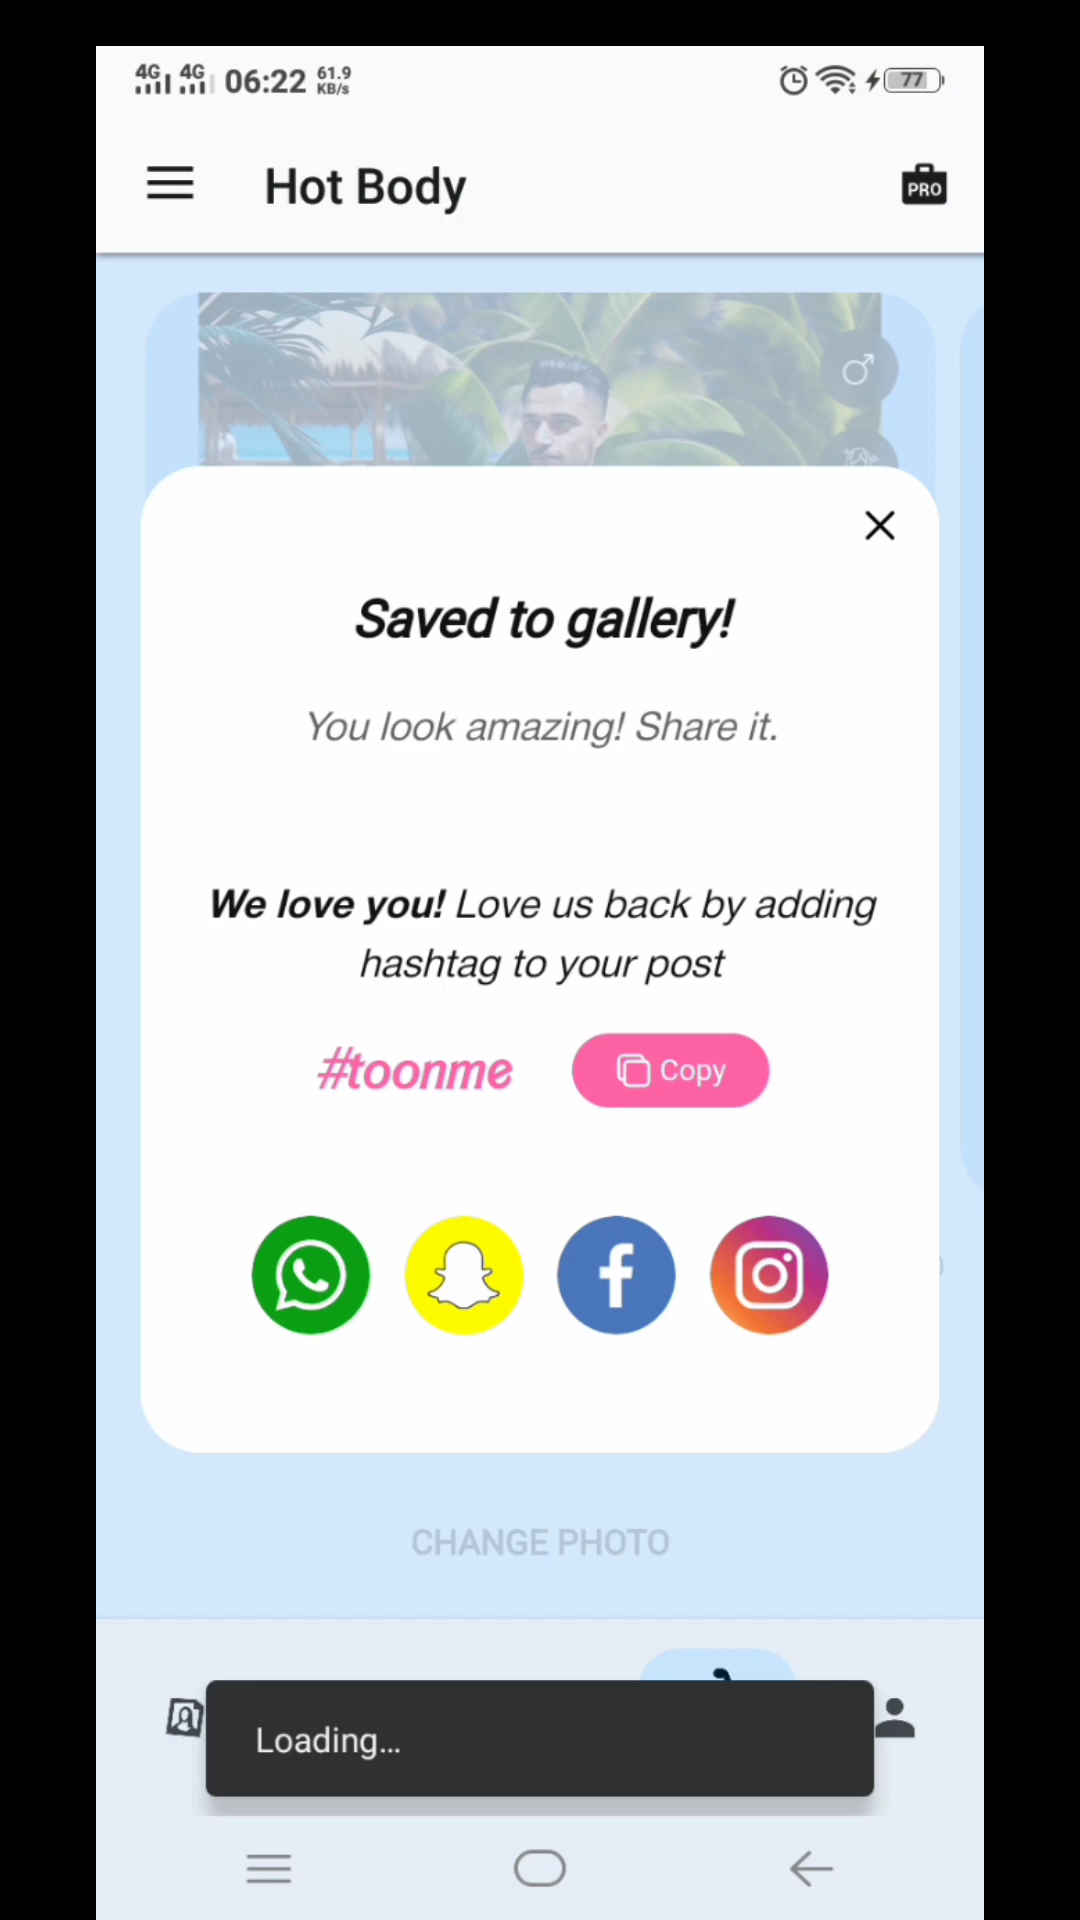 4G 4G 06:22 61.9 KB/s 77
Hot Body
PRO
Saved to gallery!
You look amazing! Share it.
We love you! Love us back by adding
hashtag to your post
#toonme
Copy
CHANGE PHOTO
Loading...